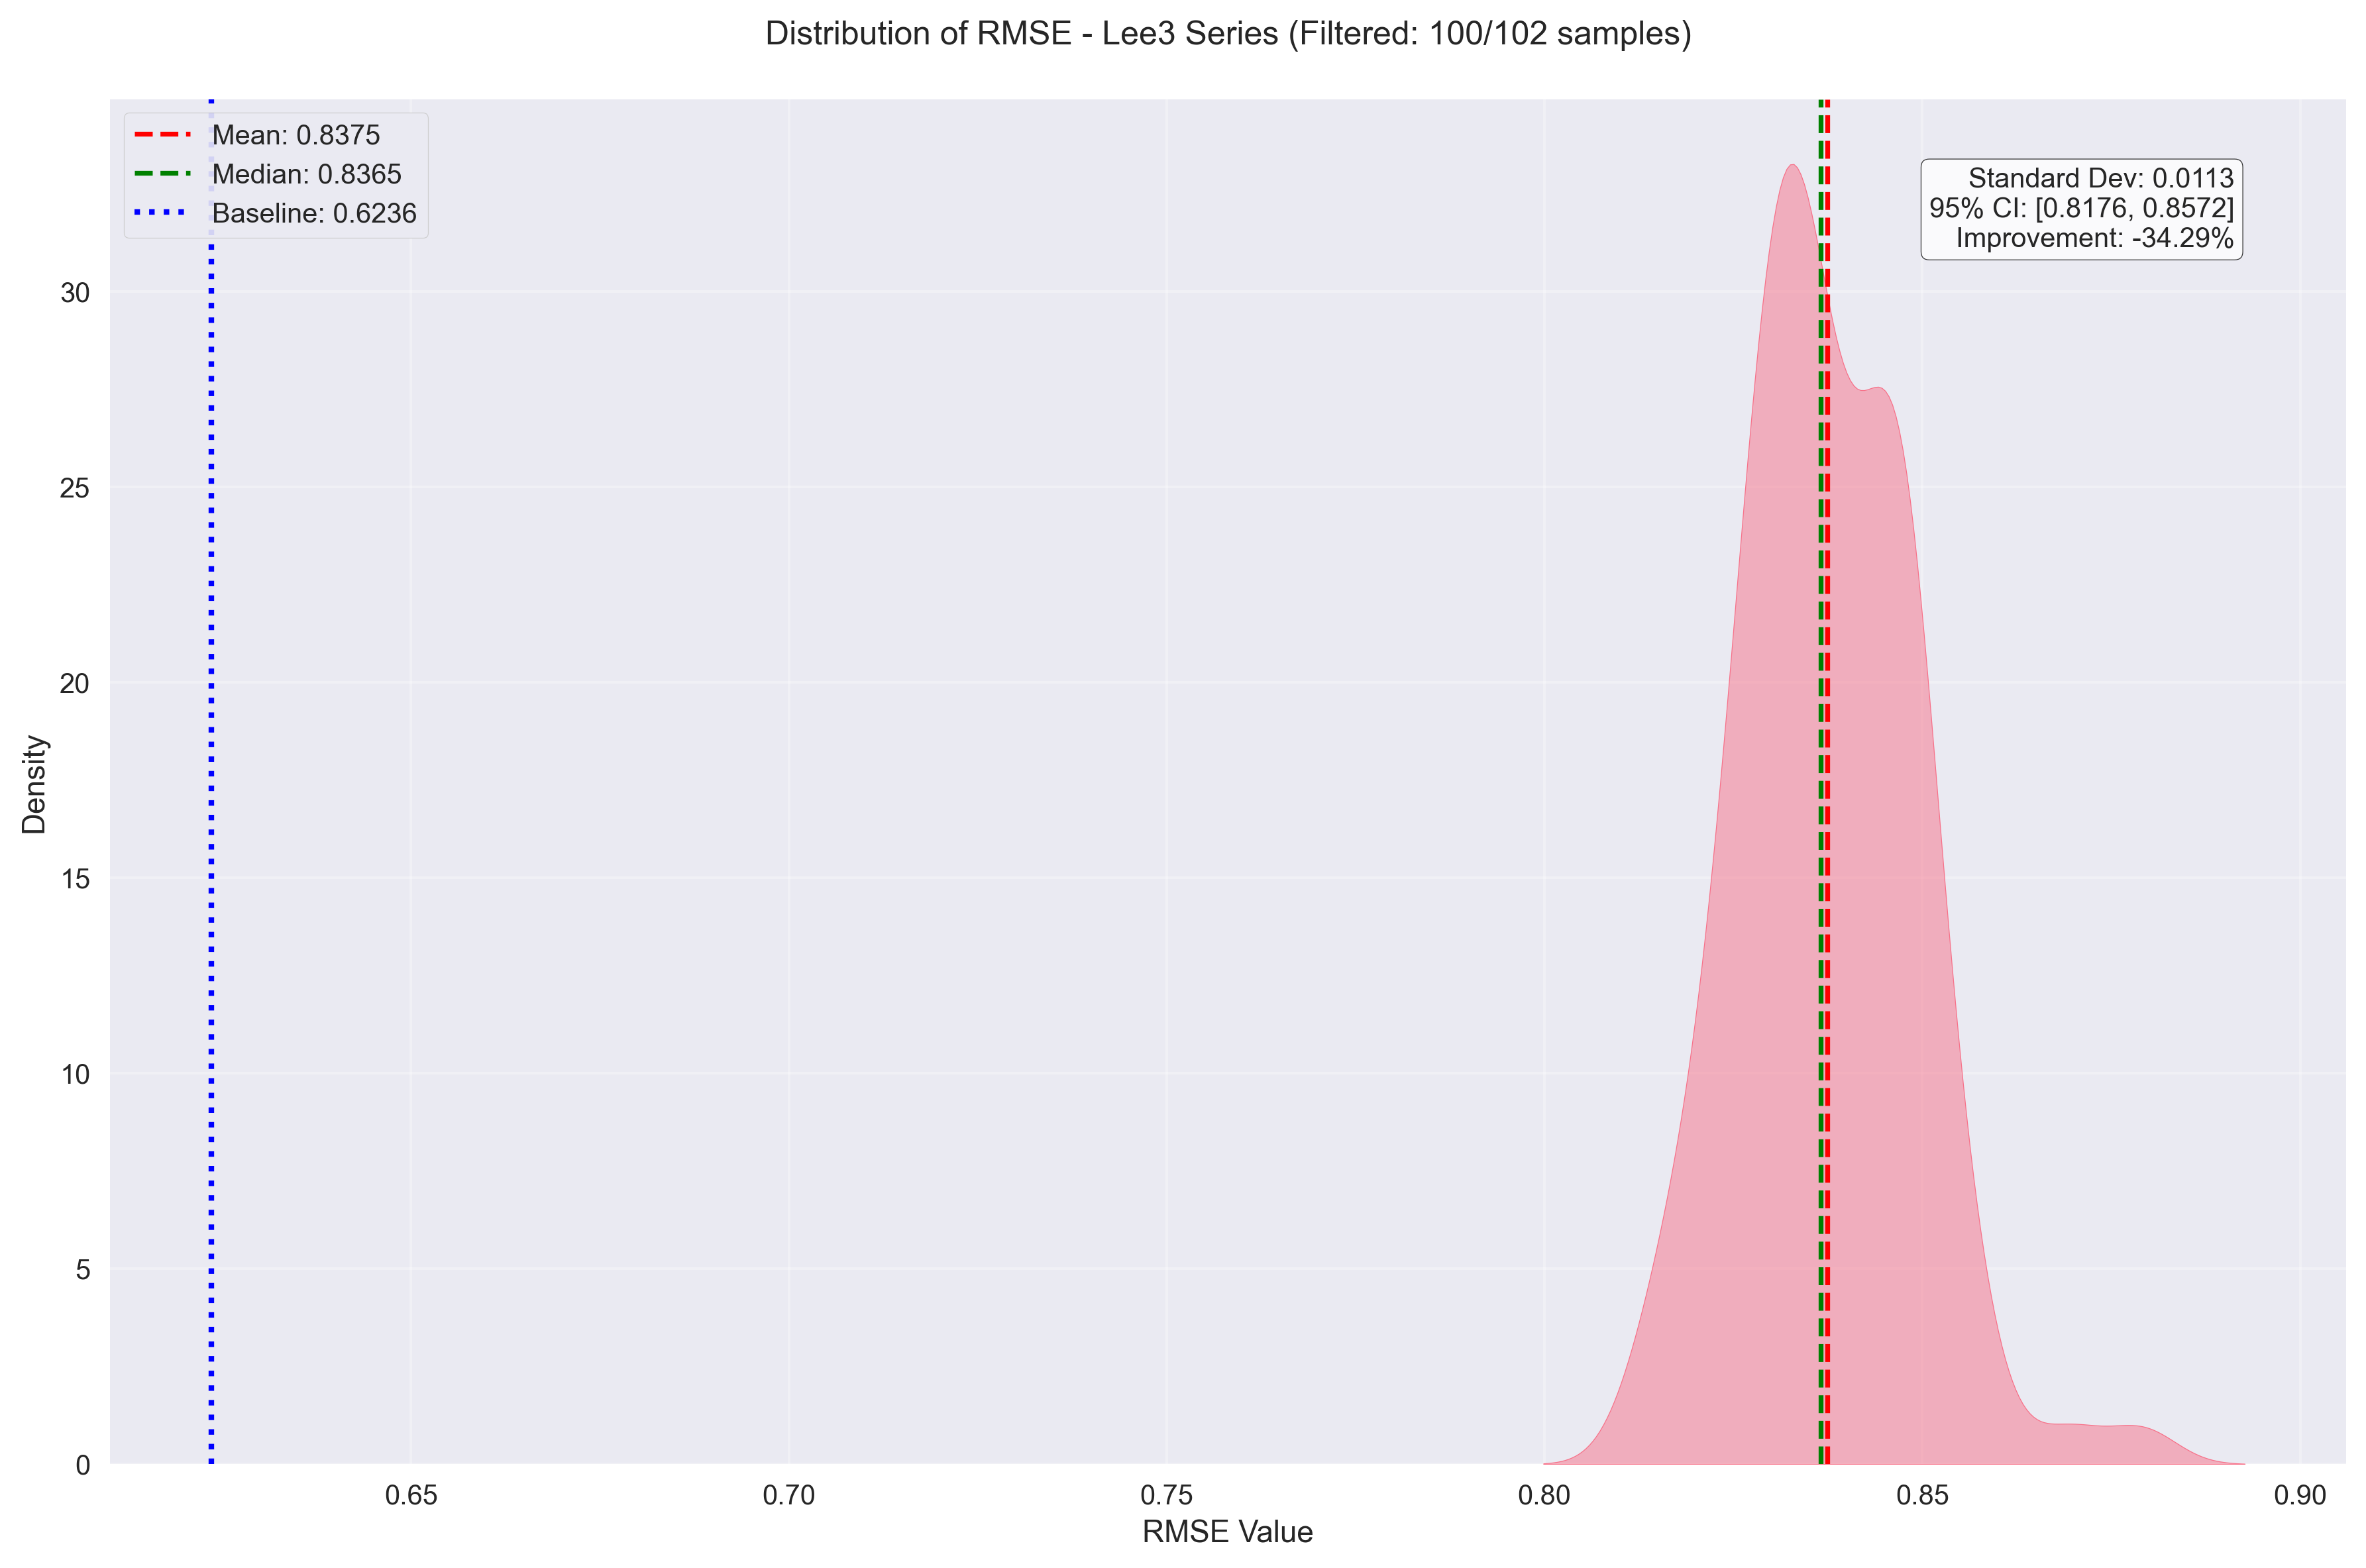 Distribution of RMSE - Lee3 Series (Filtered: 100/102 samples)
Mean: 0.8375
Median: 0.8365
Baseline: 0.6236
Standard Dev: 0.0113
95% CI: [0.8176, 0.8572]
Improvement: -34.29%
Density
30
25
20
15
10
5
0
0.65
0.70
0.75
0.80
0.85
0.90
RMSE Value